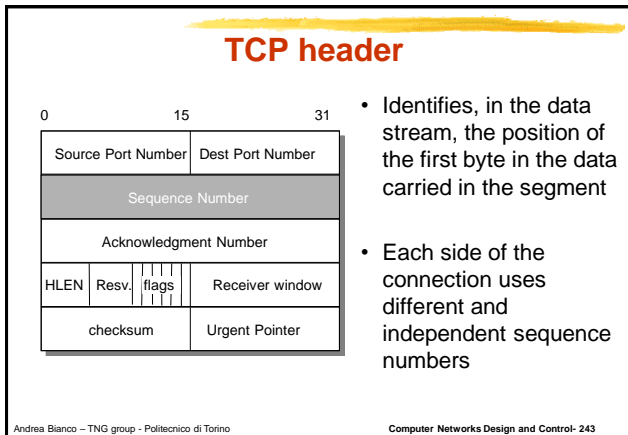 TCP header
0 15 31
Source Port Number Dest Port Number
Sequence Number
Acknowledgment Number
HLEN Resv. flags Receiver window
checksum Urgent Pointer
• Identifies, in the data
stream, the position of
the first byte in the data
carried in the segment
• Each side of the
connection uses
different and
independent sequence
numbers
Andrea Bianco – TNG group - Politecnico di Torino
Computer Networks Design and Control- 243